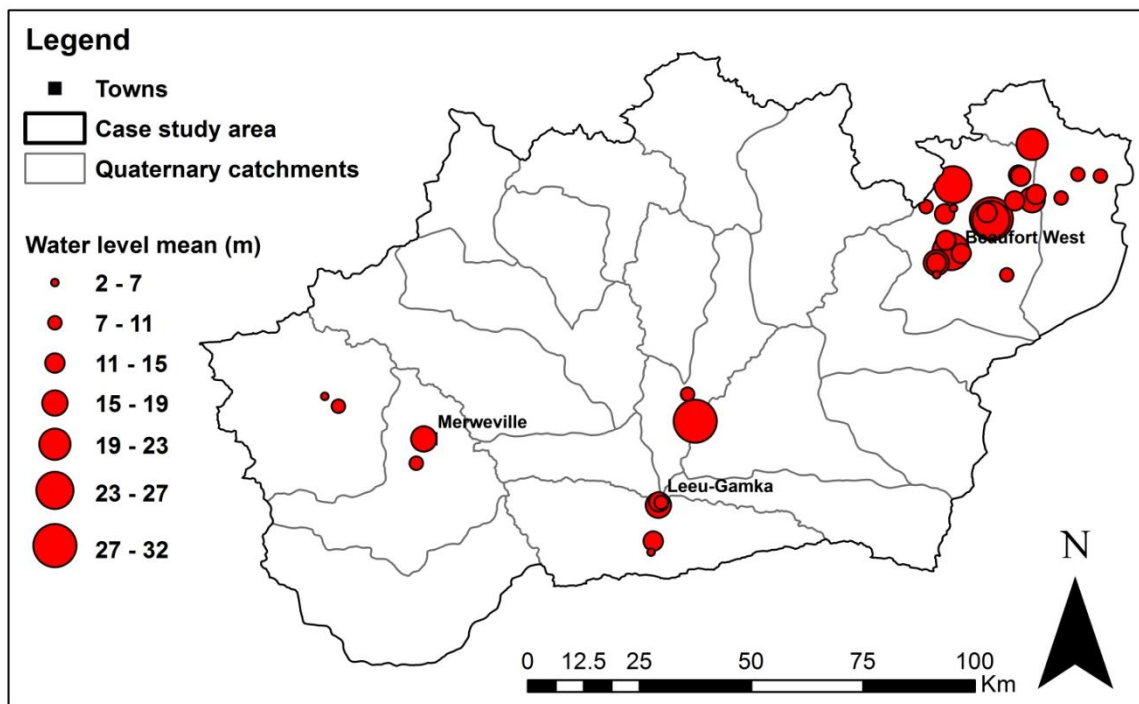 Legend
Towns
Case study area
Quaternary catchments
Water level mean (m)
2 - 7
7 - 11
11 - 15
15 - 19
19 - 23
23 - 27
27 - 32
Beaufort West
Merweville
Leeu-Gamka
N
0 12.5 25 50 75 100
Km